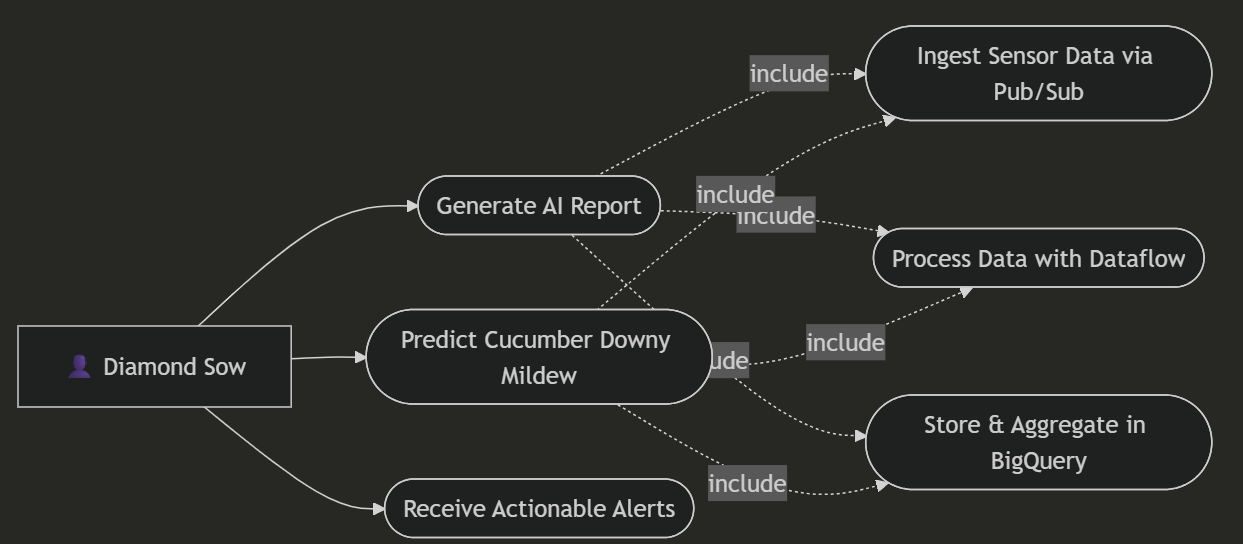 include
Ingest Sensor Data via
Pub/Sub
Generate AI Report
include
include
Process Data with Dataflow
Diamond Sow
Predict Cucumber Downy
Mildew
ude
include
Store & Aggregate in
BigQuery
include
Receive Actionable Alerts